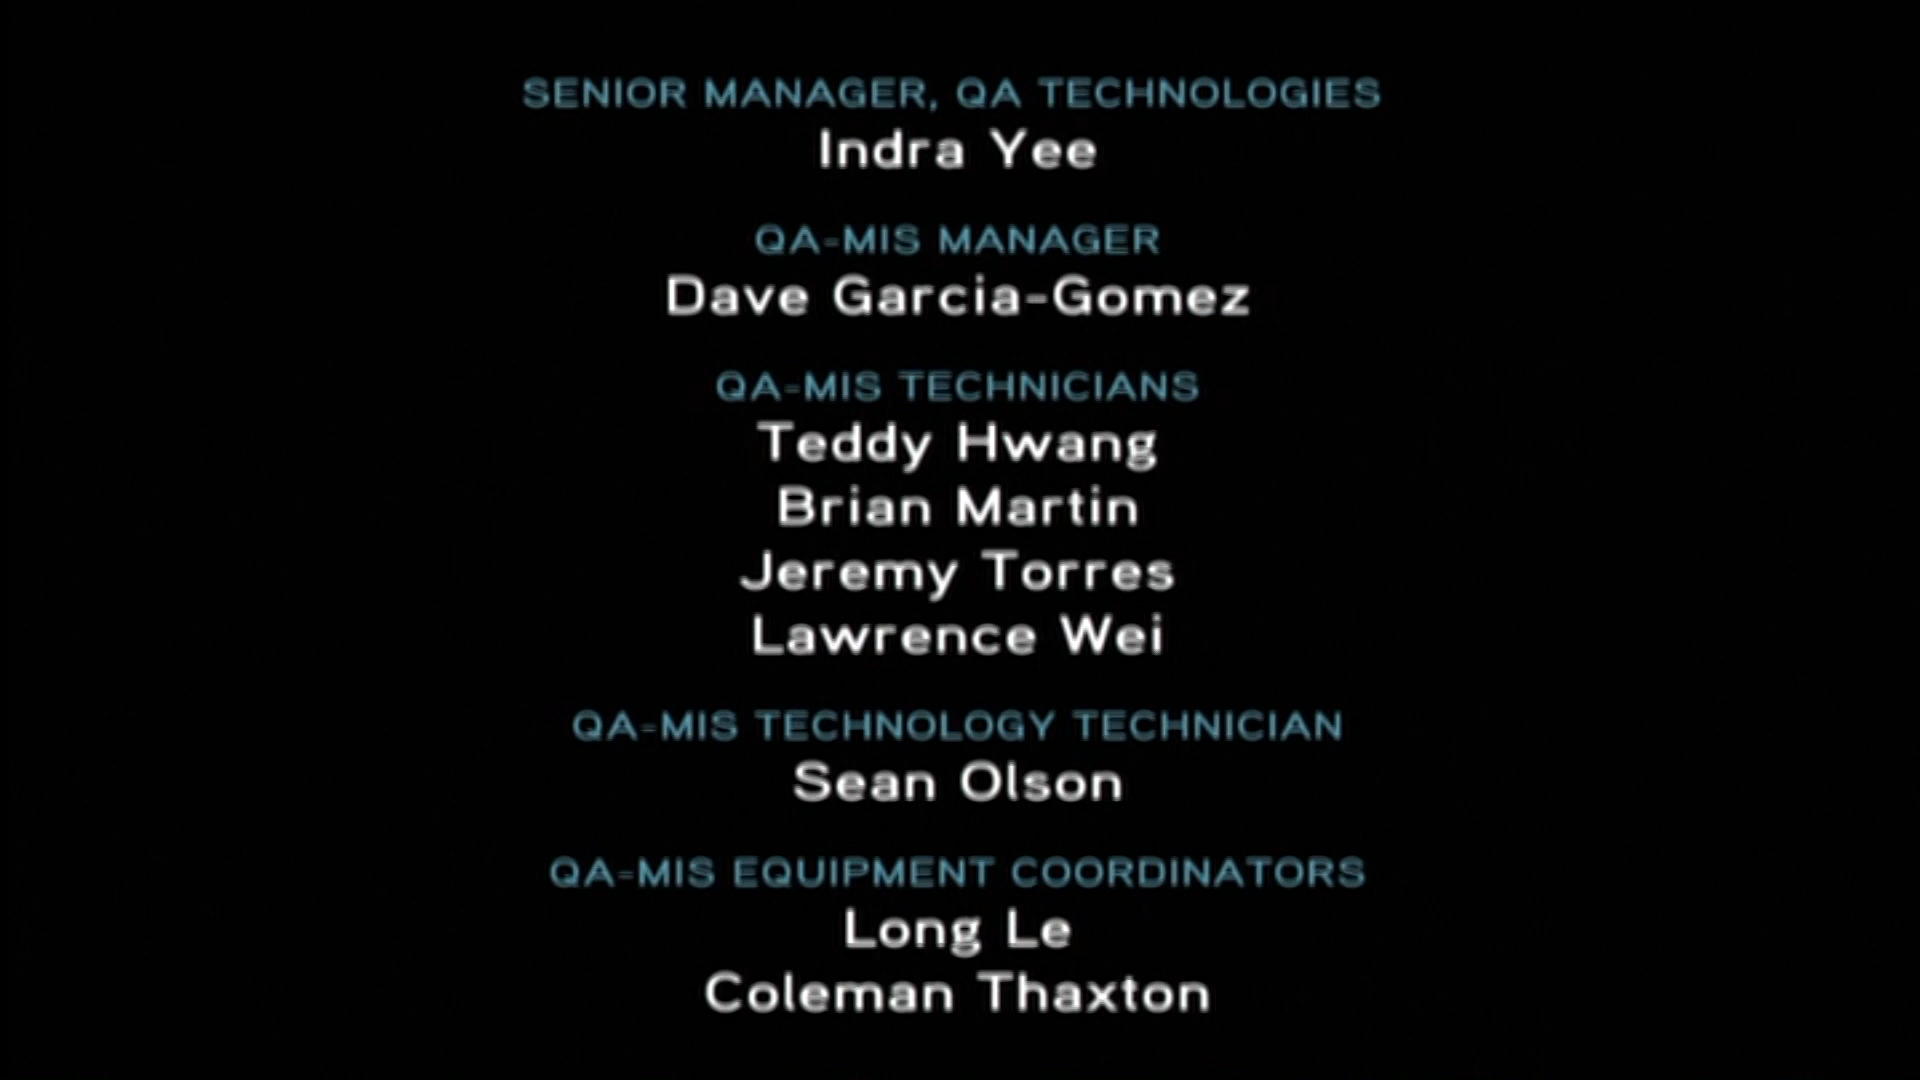 SENIOR MANAGER, QA TECHNOLOGIES
Indra Yee
QA-MIS MANAGER
Dave Garcia-Gomez
QA-MIS TECHNICIANS
Teddy Hwang
Brian Martin
Jeremy Torres
Lawrence Wei
QA-MIS TECHNOLOGY TECHNICIAN
Sean Olson
QA-MIS EQUIPMENT COORDINATORS
Long Le
Coleman Thaxton